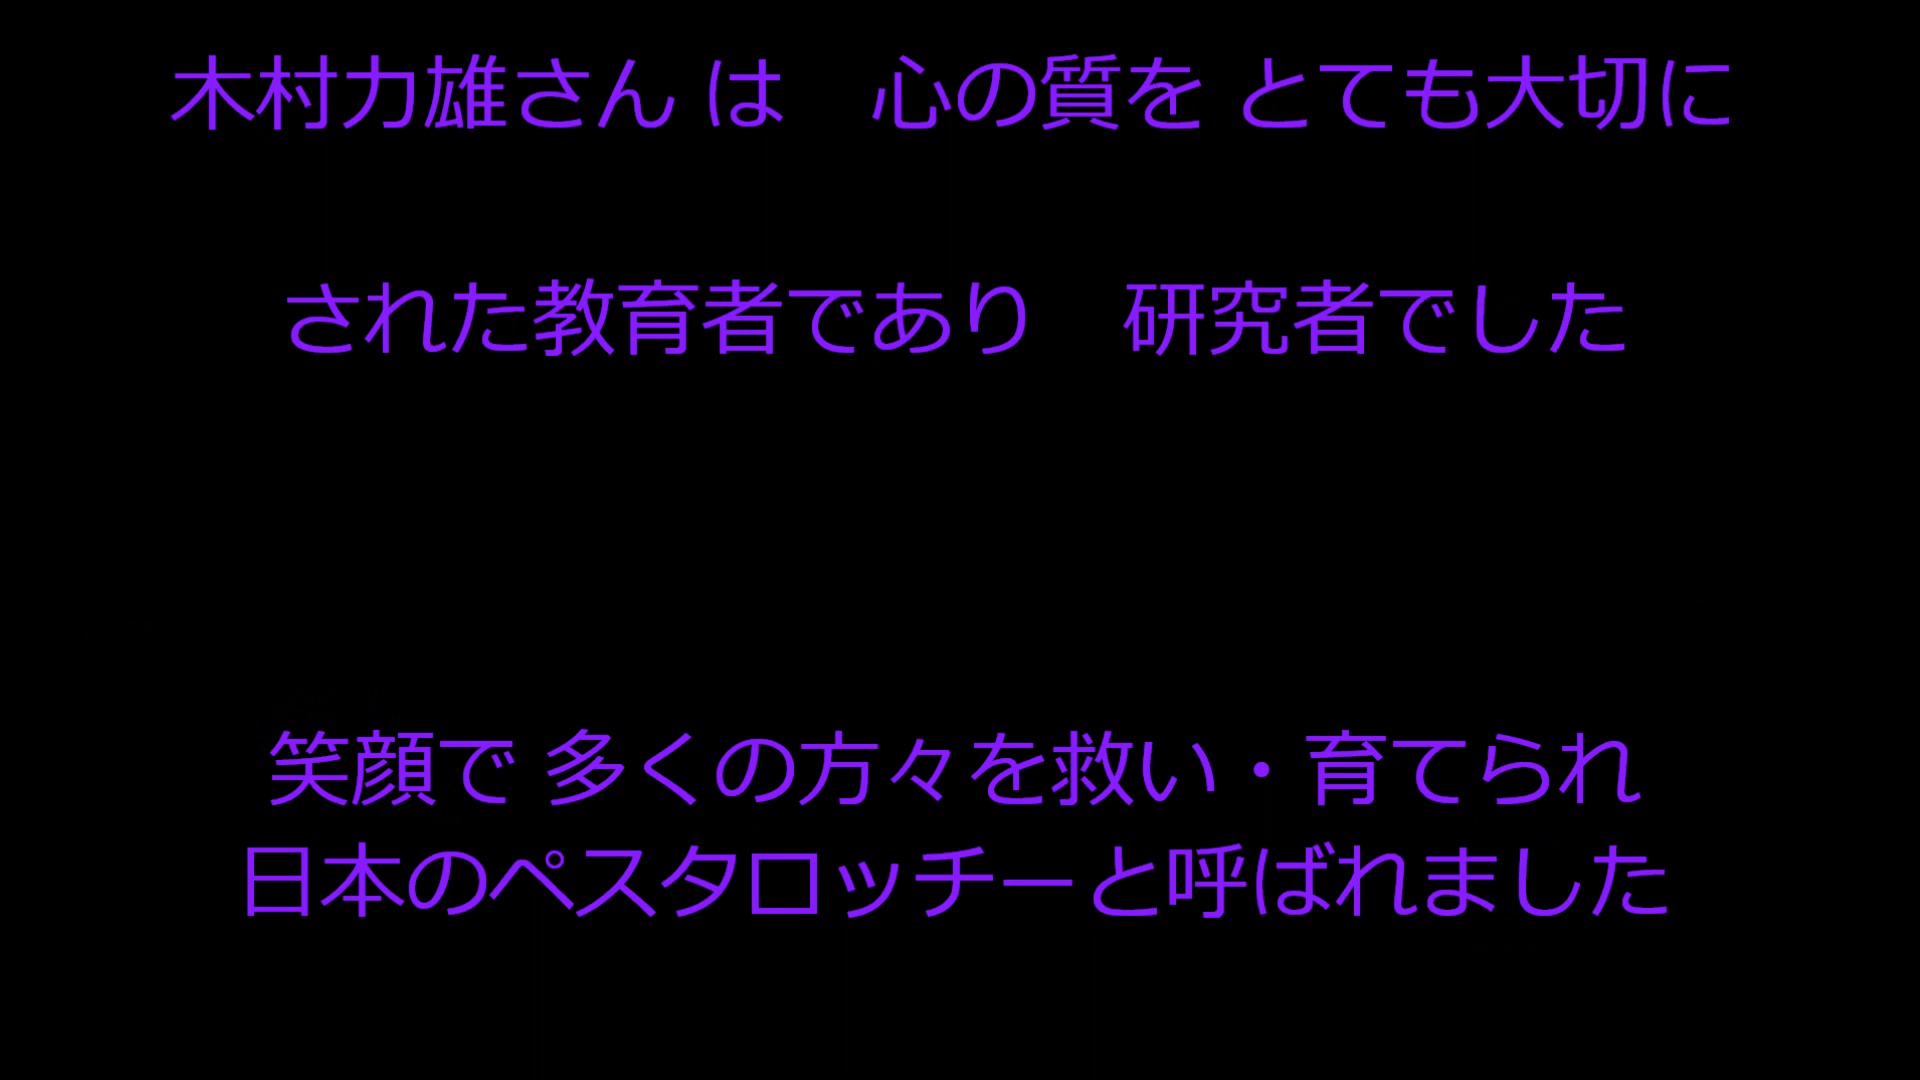 木村力雄さん は　心の質を とても大切に
された教育者であり　研究者でした
笑顔で 多くの方々を救い・育てられ
日本のペスタロッチーと呼ばれました